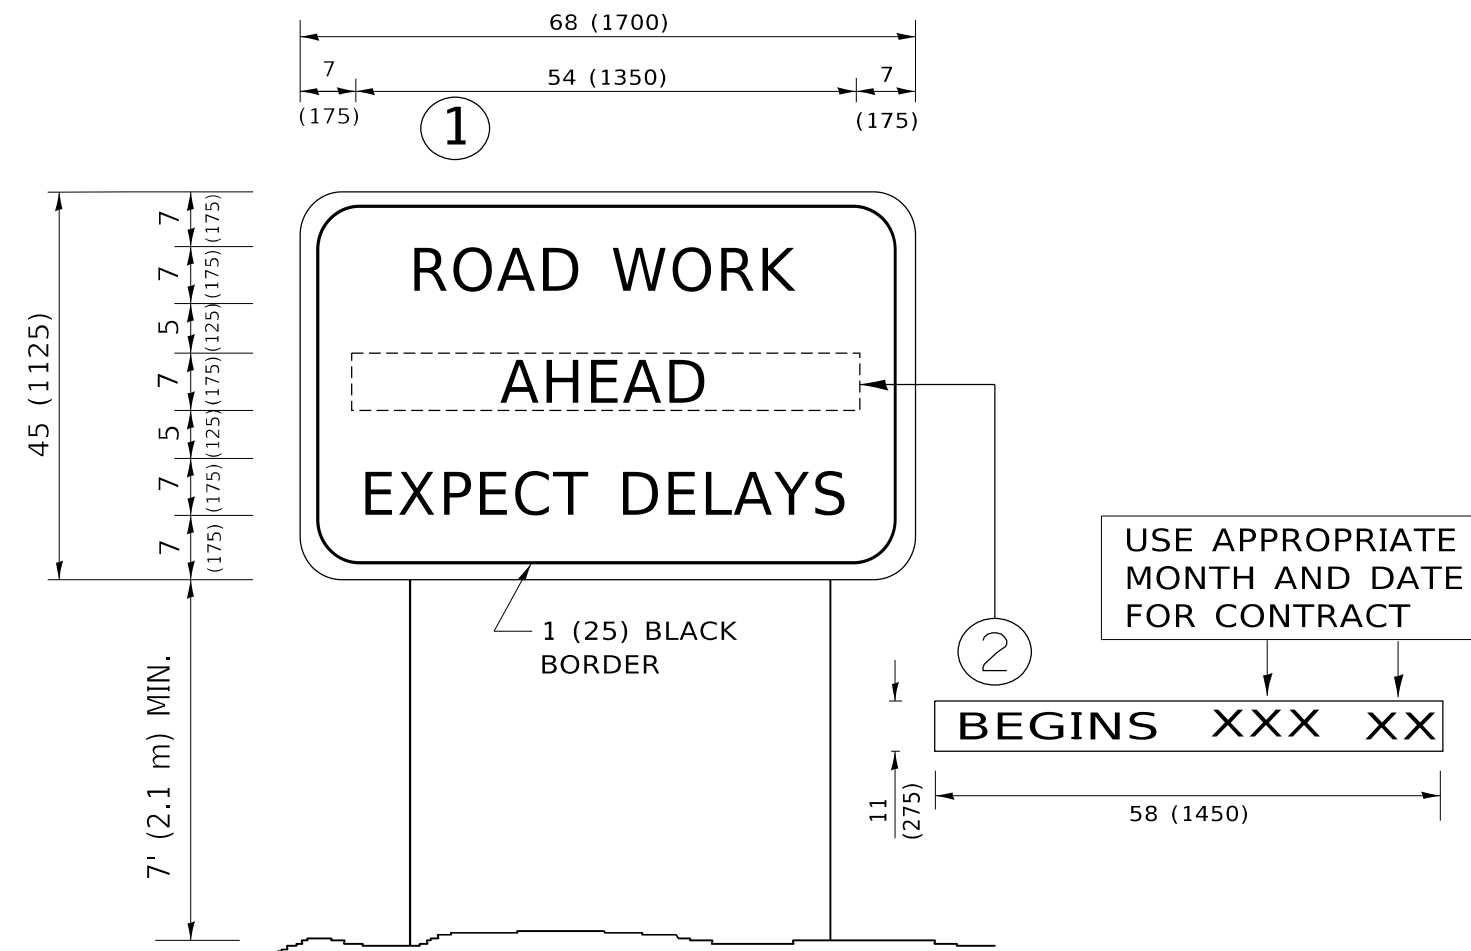 68 (1700)
7
54 (1350)
7
(175)
(175)
1
7
(175)
7
(175)
5
(125)
7
(175)
5
(125)
7
(175)
7
(175)
45 (1125)
ROAD WORK
AHEAD
EXPECT DELAYS
1 (25) BLACK
BORDER
7' (2.1 m) MIN.
USE APPROPRIATE
MONTH AND DATE
FOR CONTRACT
2
BEGINS XXX XX
11
(275)
58 (1450)